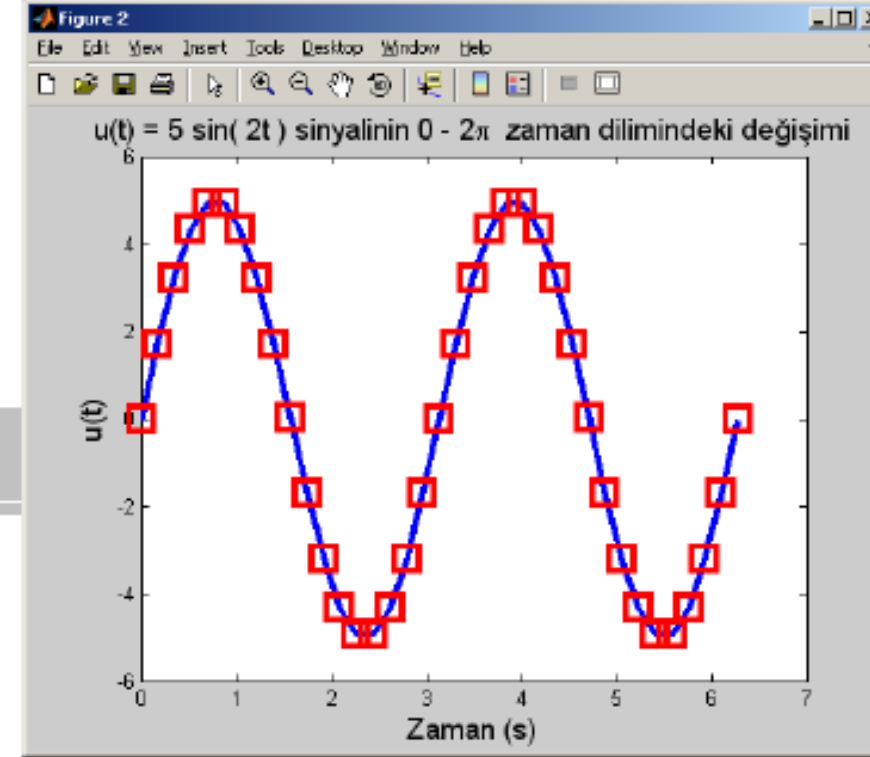 Figure 2
File Edit View Insert Tools Desktop Window Help
u(t) = 5 sin( 2t ) sinyalinin 0 - 2π zaman dilimindeki değişimi
6
4
2
0
-2
-4
-6
u(t)
0 1 2 3 4 5 6 7
Zaman (s)